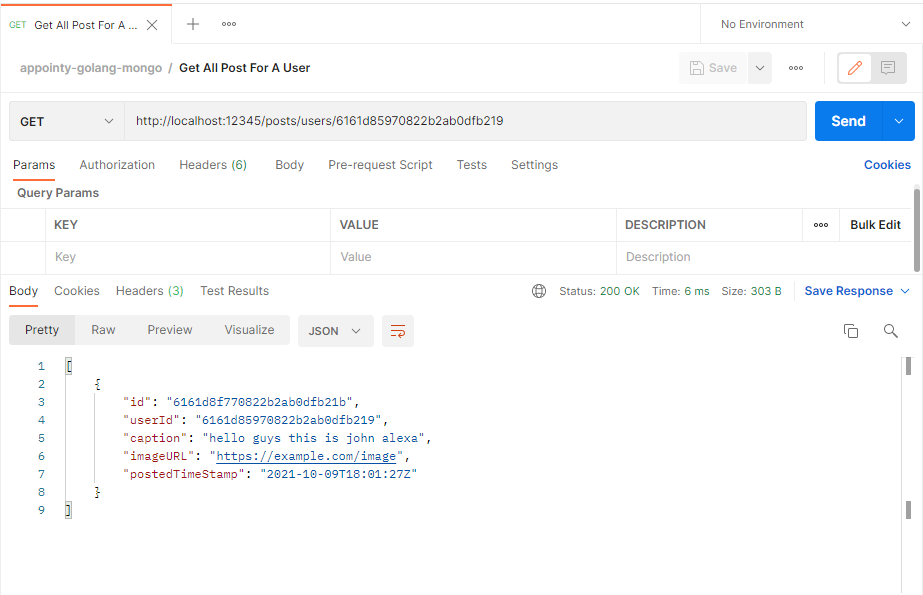 GET Get All Post For A ... No Environment
appointy-golang-mongo / Get All Post For A User Save
GET http://localhost:12345/posts/users/6161d85970822b2ab0dfb219 Send
Params Authorization Headers (6) Body Pre-request Script Tests Settings Cookies
Query Params
KEY VALUE DESCRIPTION Bulk Edit
Key Value Description
Body Cookies Headers (3) Test Results Status: 200 OK Time: 6 ms Size: 303 B Save Response
Pretty Raw Preview Visualize JSON
1 [
2 {
3 "id": "6161d8f770822b2ab0dfb21b",
4 "userId": "6161d85970822b2ab0dfb219",
5 "caption": "hello guys this is john alexa",
6 "imageURL": "https://example.com/image",
7 "postedTimeStamp": "2021-10-09T18:01:27Z"
8 }
9 ]